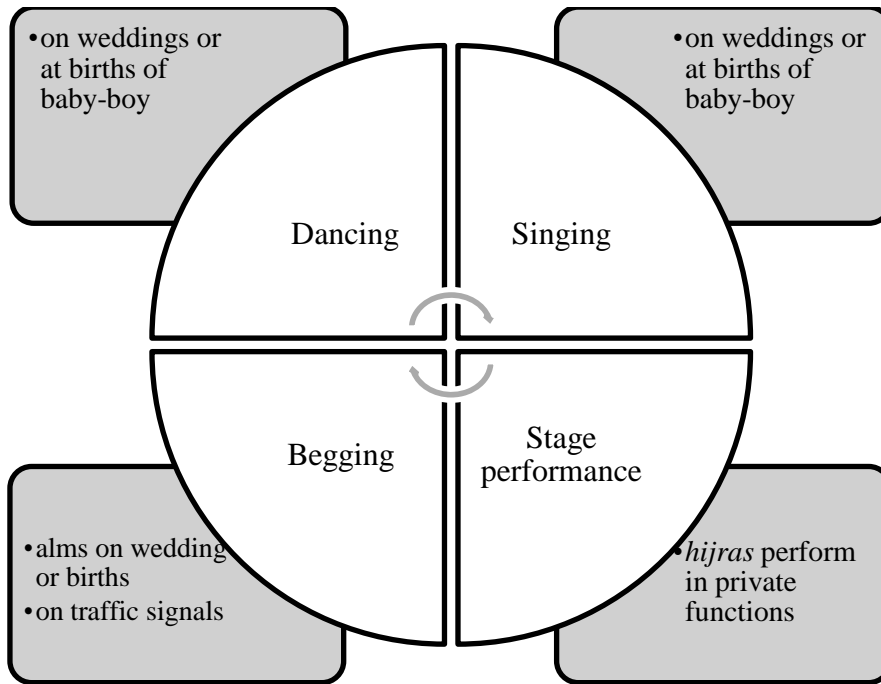 •on weddings or
at births of
baby-boy
•on weddings or
at births of
baby-boy
Dancing
Singing
Begging
Stage
performance
•alms on wedding
or births
•on traffic signals
•hijras perform
in private
functions